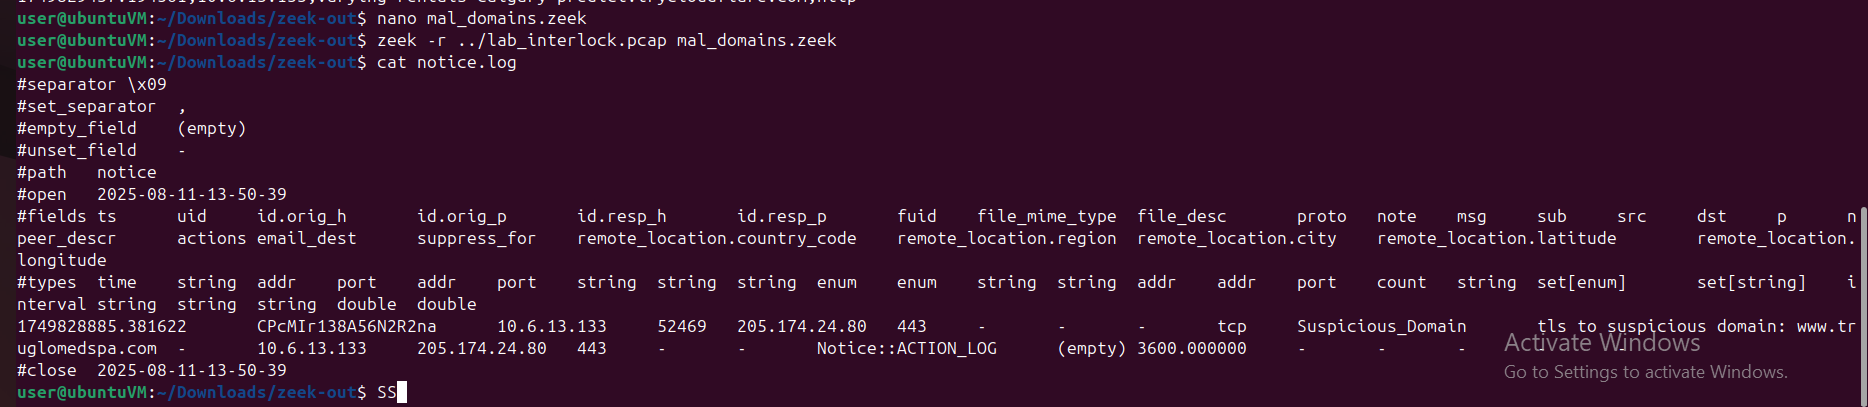 user@ubuntuVM:~/Downloads/zeek-out$ nano mal_domains.zeek
user@ubuntuVM:~/Downloads/zeek-out$ zeek -r ../lab_interlock.pcap mal_domains.zeek
user@ubuntuVM:~/Downloads/zeek-out$ cat notice.log
#separator \x09
#set_separator	,
#empty_field	(empty)
#unset_field	-
#path	notice
#open	2025-08-11-13-50-39
#fields	ts	uid	id.orig_h	id.orig_p	id.resp_h	id.resp_p	fuid	file_mime_type	file_desc	proto	note	msg	sub	src	dst	p	n
peer_descr	actions	email_dest	suppress_for	remote_location.country_code	remote_location.region	remote_location.city	remote_location.latitude	remote_location.
longitude
#types	time	string	addr	port	addr	port	string	string	string	enum	enum	string	string	addr	addr	port	count	string	set[enum]	set[string]	i
nterval	string	string	string	double	double
1749828885.381622	CPcMIr138A56N2R2na	10.6.13.133	52469	205.174.24.80	443	-	-	-	tcp	Suspicious_Domain	tls to suspicious domain: www.tr
uglomedspa.com	-	10.6.13.133	205.174.24.80	443	-	-	Notice::ACTION_LOG	(empty)	3600.000000	-	-	-	-	-
#close	2025-08-11-13-50-39
user@ubuntuVM:~/Downloads/zeek-out$ SS
Activate Windows
Go to Settings to activate Windows.